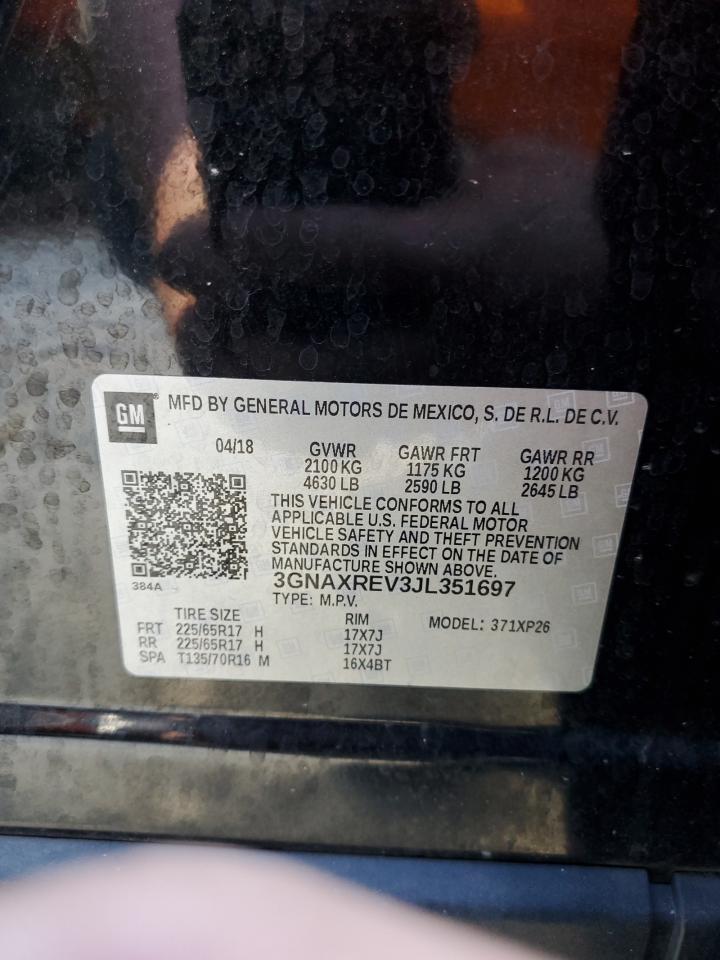 GM ® MFD BY GENERAL MOTORS DE MEXICO, S. DE R.L. DE C.V.
04/18 GVWR GAWR FRT GAWR RR
2100 KG 1175 KG 1200 KG
4630 LB 2590 LB 2645 LB
THIS VEHICLE CONFORMS TO ALL
APPLICABLE U.S. FEDERAL MOTOR
VEHICLE SAFETY AND THEFT PREVENTION
STANDARDS IN EFFECT ON THE DATE OF
MANUFACTURE SHOWN ABOVE.
384A 3GNAXREV3JL351697
TYPE: M.P.V.
TIRE SIZE RIM MODEL: 371XP26
FRT 225/65R17 H 17X7J
RR 225/65R17 H 17X7J
SPA T135/70R16 M 16X4BT